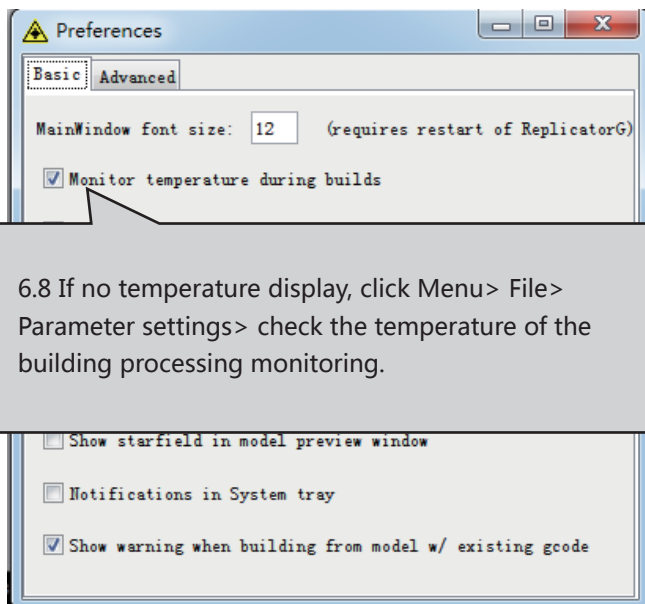 Preferences
Basic Advanced
MainWindow font size: 12 (requires restart of ReplicatorG)
Monitor temperature during builds
6.8 If no temperature display, click Menu> File>
Parameter settings> check the temperature of the
building processing monitoring.
Show starfield in model preview window
Notifications in System tray
Show warning when building from model w/ existing gcode